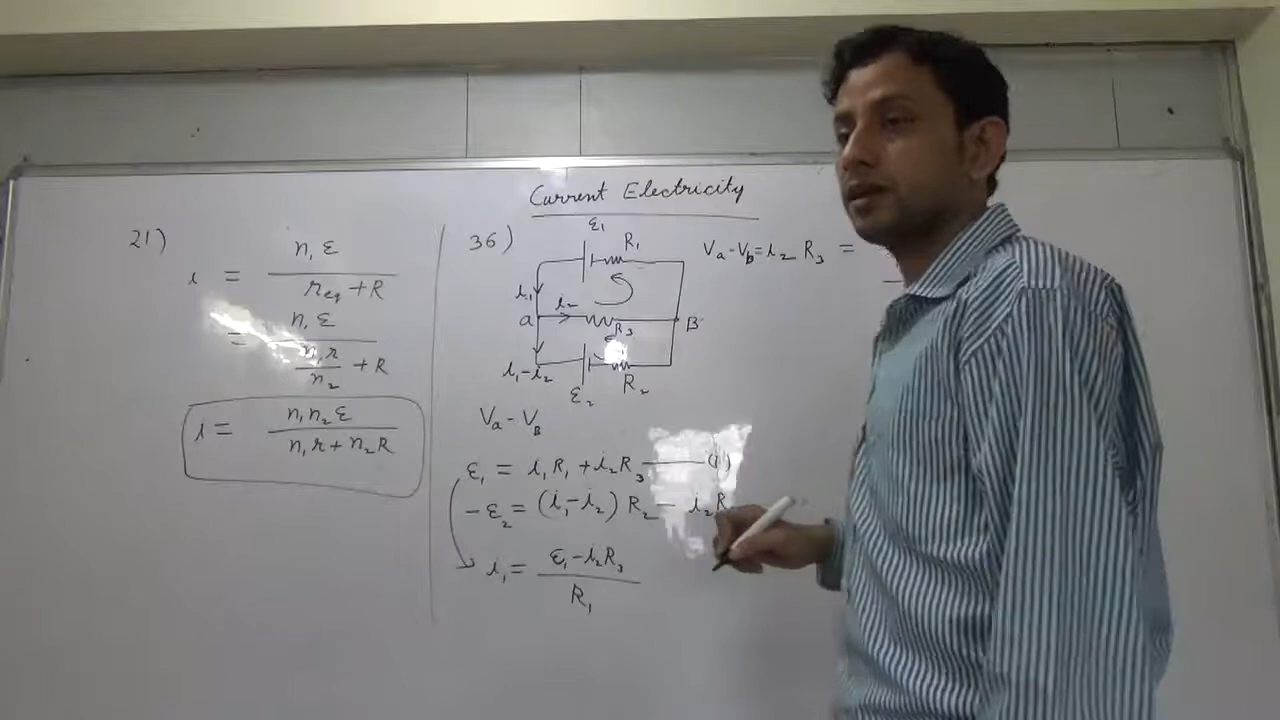 Current Electricity
21)
i = n₁ε / (r_eq + R)
= n₁ε / (n₁r/n₂ + R)
i = n₁n₂ε / (n₁r + n₂R)
36)
ε₁
R₁
i₁
i₂
a
R₃
B
i₁-i₂
ε₂
R₂
Va - VB
ε₁ = i₁R₁ + i₂R₃ —— (i)
-ε₂ = (i₁-i₂) R₂ - i₂R
i₁ = (ε₁ - i₂R₃) / R₁
Va - Vb = i₂ R₃ =